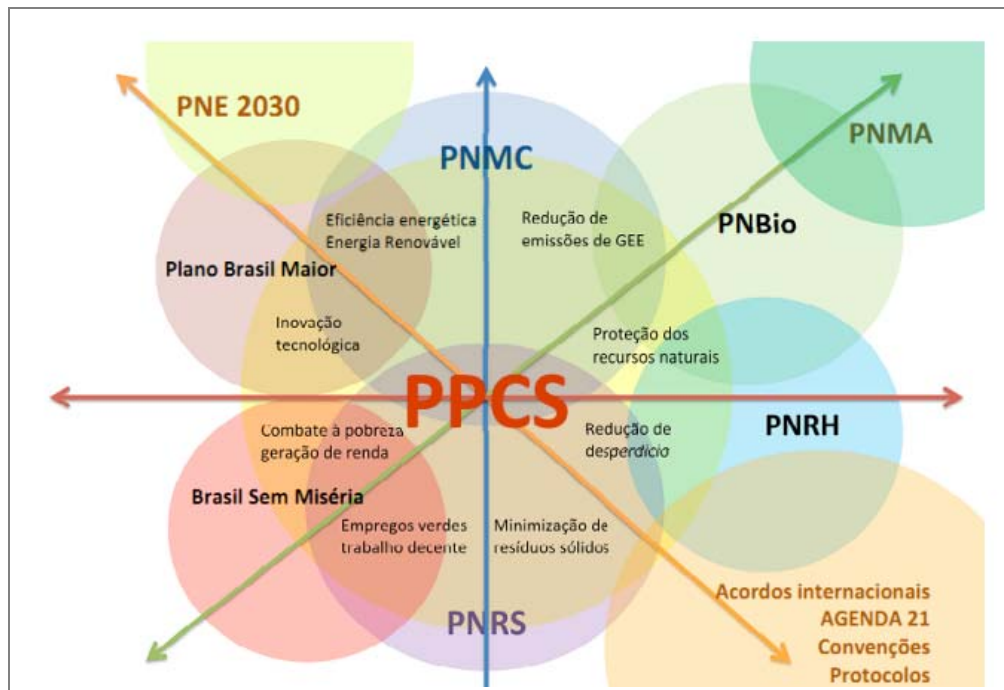 PNE 2030
PNMC
PNMA
Eficiência energética
Energia Renovável
Redução de
emissões de GEE
PNBio
Plano Brasil Maior
Inovação
tecnológica
Proteção dos
recursos naturais
PPCS
Combate à pobreza
geração de renda
Redução de
desperdício
PNRH
Brasil Sem Miséria
Empregos verdes
trabalho decente
Minimização de
resíduos sólidos
PNRS
Acordos internacionais
AGENDA 21
Convenções
Protocolos